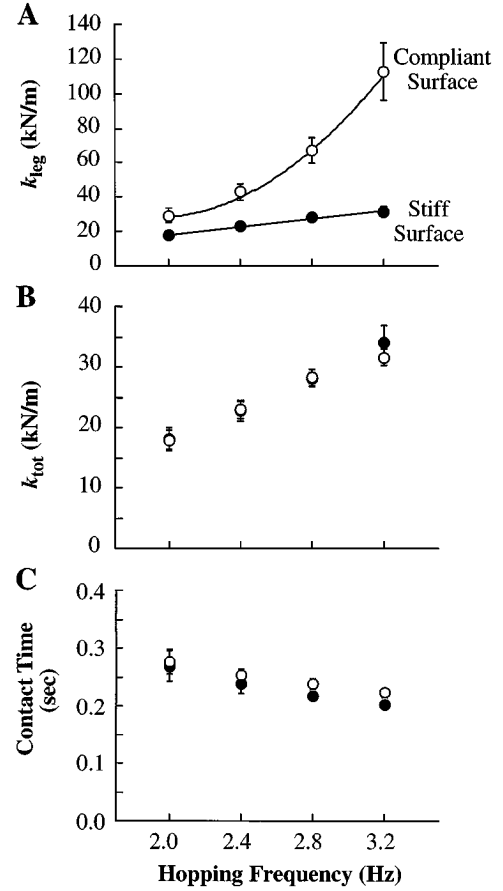 A
140
120
100
80
60
40
20
0
k_leg (kN/m)
Compliant
Surface
Stiff
Surface
B
40
30
20
10
0
k_tot (kN/m)
C
0.4
0.3
0.2
0.1
0.0
Contact Time
(sec)
2.0 2.4 2.8 3.2
Hopping Frequency (Hz)